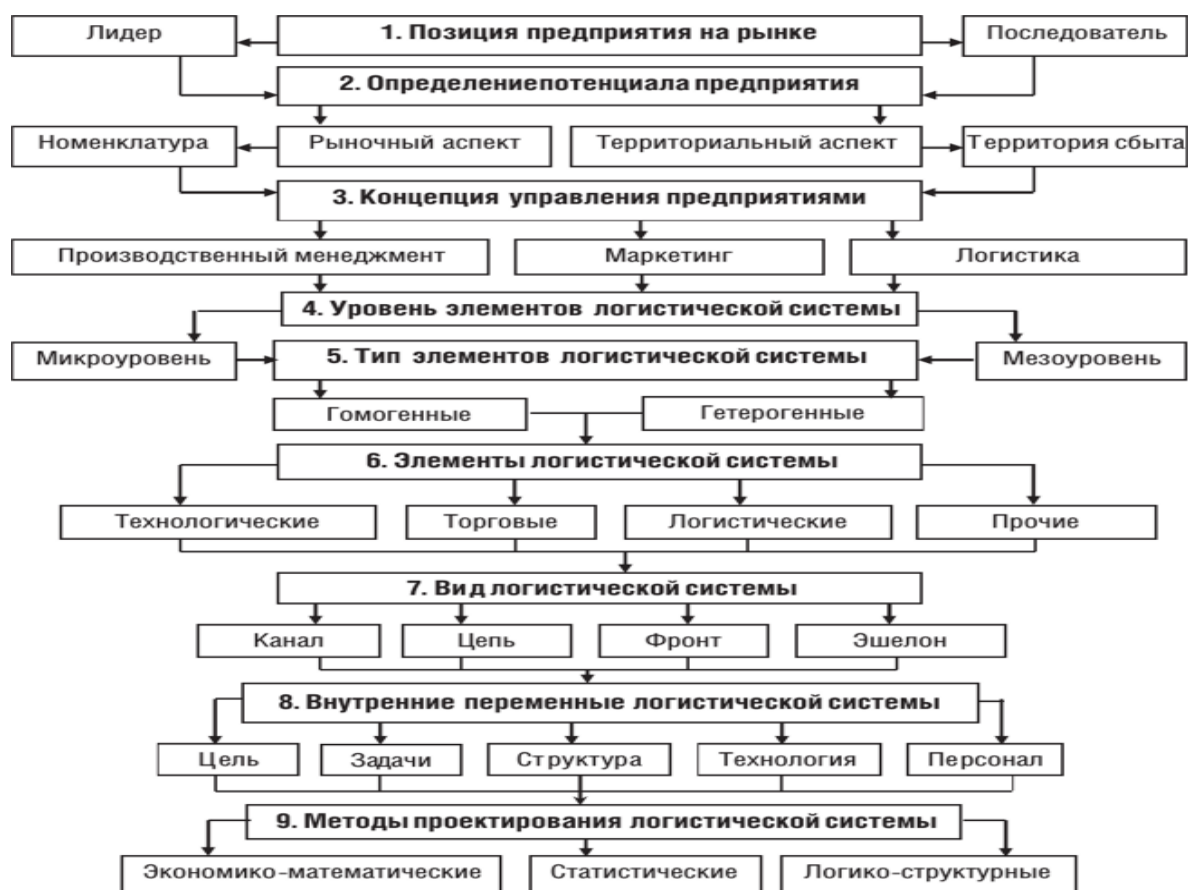 Лидер
1. Позиция предприятия на рынке
Последователь
2. Определениепотенциала предприятия
Номенклатура
Рыночный аспект
Территориальный аспект
Территория сбыта
3. Концепция управления предприятиями
Производственный менеджмент
Маркетинг
Логистика
4. Уровень элементов логистической системы
Микроуровень
5. Тип элементов логистической системы
Мезоуровень
Гомогенные
Гетерогенные
6. Элементы логистической системы
Технологические
Торговые
Логистические
Прочие
7. Вид логистической системы
Канал
Цепь
Фронт
Эшелон
8. Внутренние переменные логистической системы
Цель
Задачи
Структура
Технология
Персонал
9. Методы проектирования логистической системы
Экономико-математические
Статистические
Логико-структурные